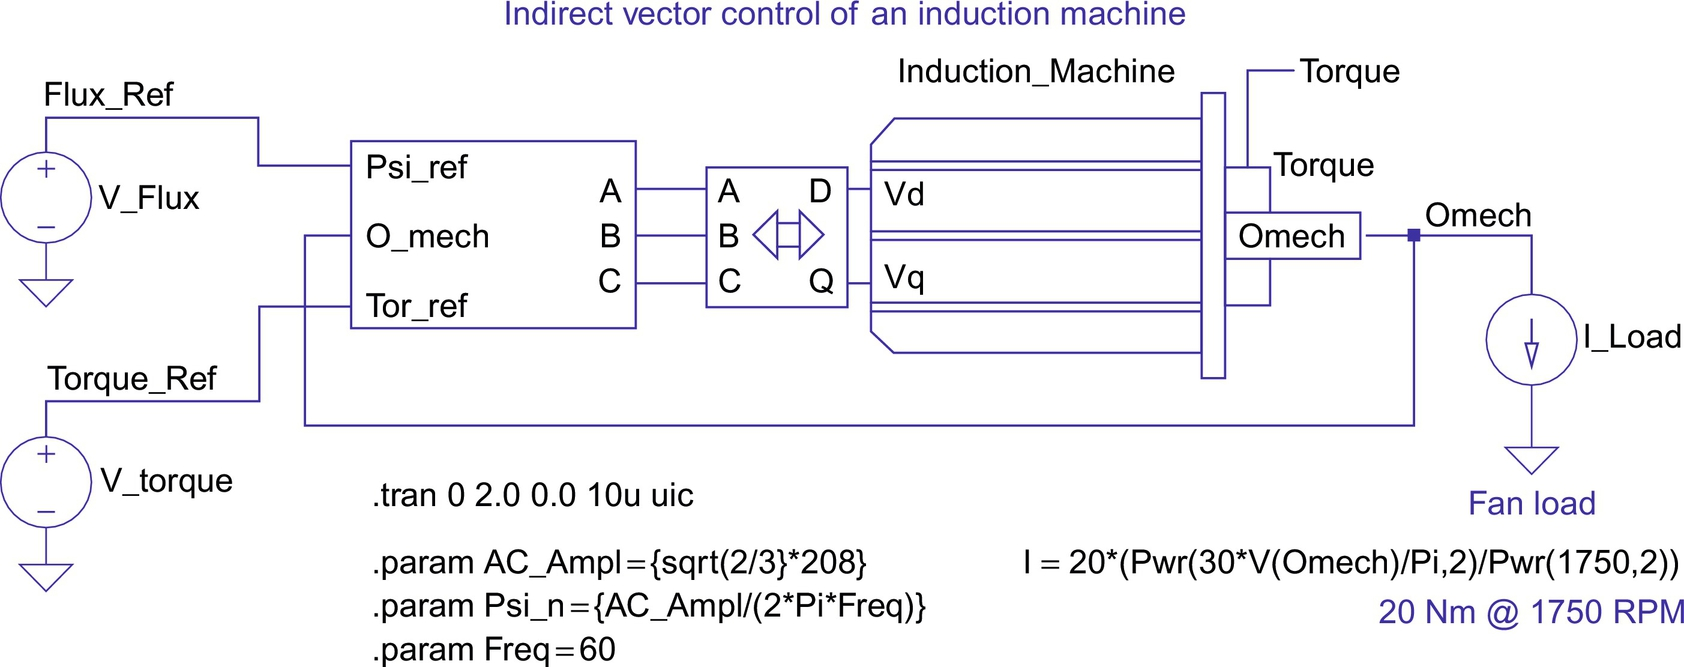 Indirect vector control of an induction machine
Induction_Machine
Torque
Flux_Ref
Torque
+
V_Flux
−
Psi_ref
O_mech
Tor_ref
A
B
C
A
B
C
D
Q
Vd
Vq
Omech
Omech
I_Load
Torque_Ref
+
V_torque
−
Fan load
.tran 0 2.0 0.0 10u uic
.param AC_Ampl={sqrt(2/3}*208}
.param Psi_n={AC_Ampl/(2*Pi*Freq)}
.param Freq=60
I = 20*(Pwr(30*V(Omech)/Pi,2)/Pwr(1750,2))
20 Nm @ 1750 RPM